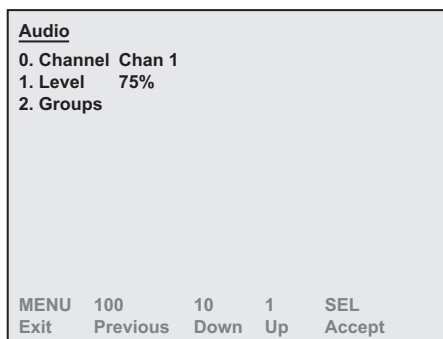 Audio
0. Channel Chan 1
1. Level 75%
2. Groups
MENU 100 10 1 SEL
Exit Previous Down Up Accept